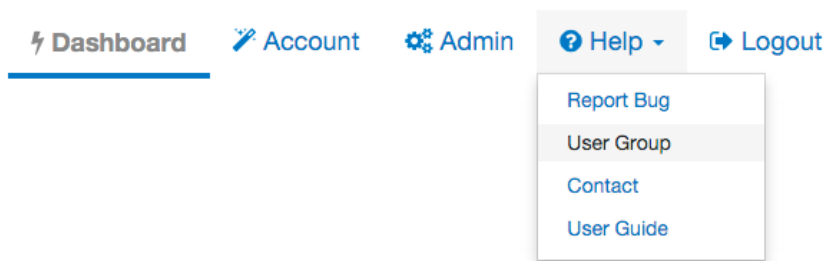 Dashboard Account Admin Help Logout
Report Bug
User Group
Contact
User Guide